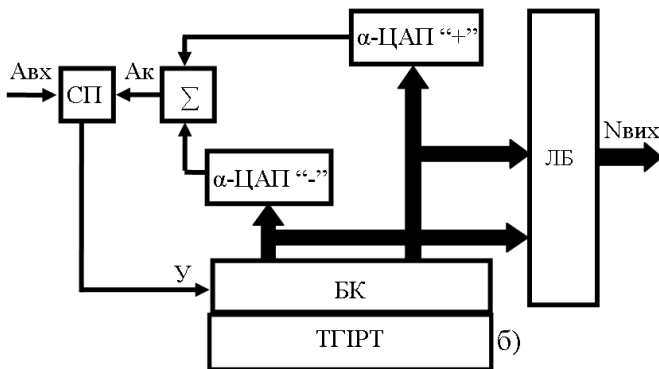 α-ЦАП “+”
Авх
Ак
СП
∑
Nвих
ЛБ
α-ЦАП “-”
У
БК
ТГІРТ
б)